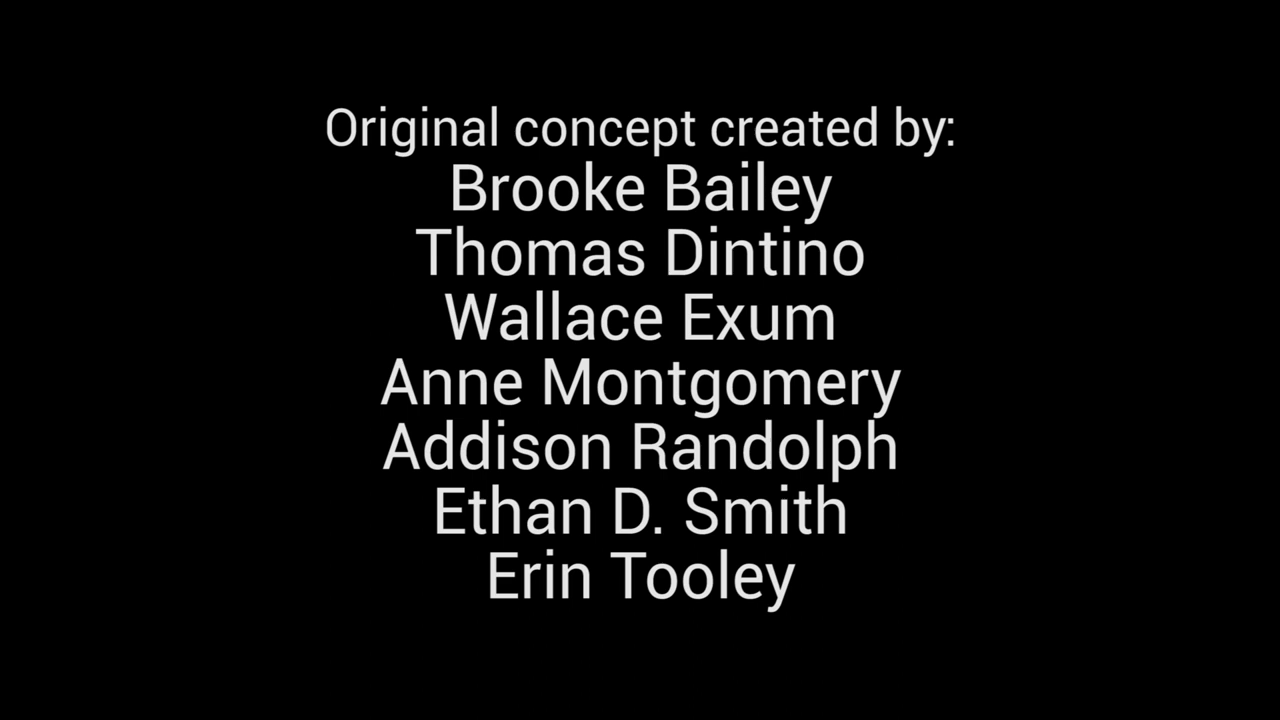 Original concept created by:
Brooke Bailey
Thomas Dintino
Wallace Exum
Anne Montgomery
Addison Randolph
Ethan D. Smith
Erin Tooley